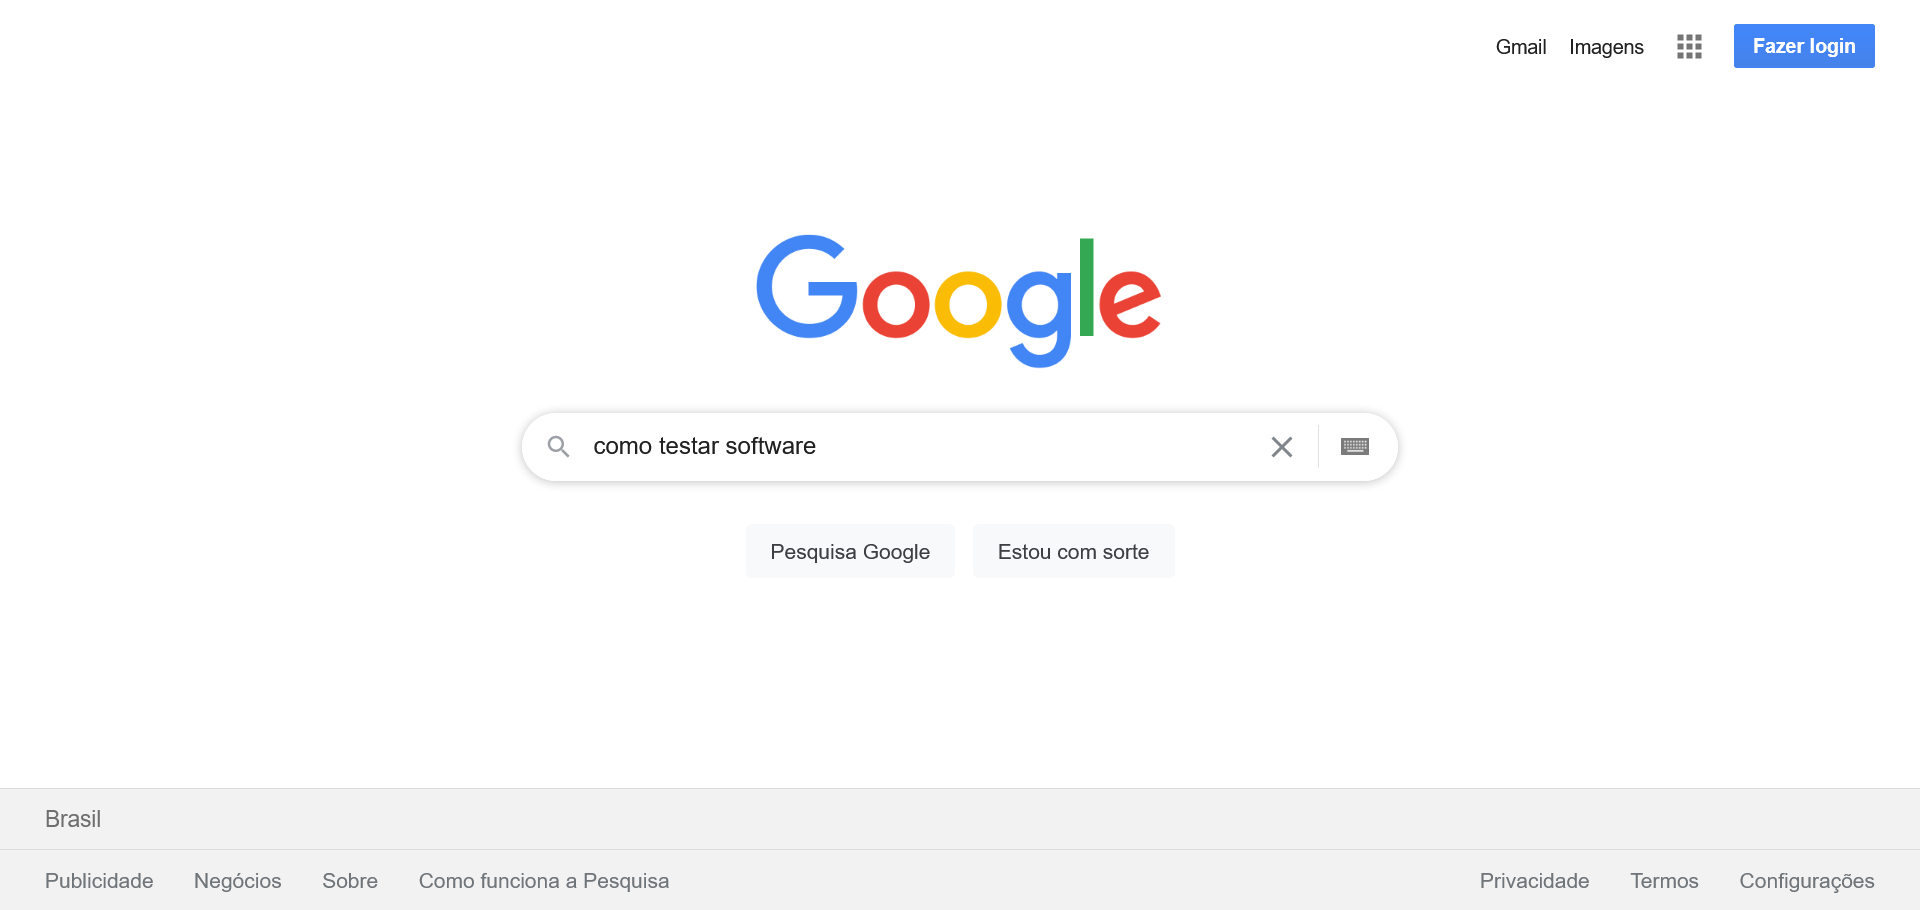 Gmail Imagens Fazer login
Google
como testar software
Pesquisa Google Estou com sorte
Brasil
Publicidade Negócios Sobre Como funciona a Pesquisa Privacidade Termos Configurações